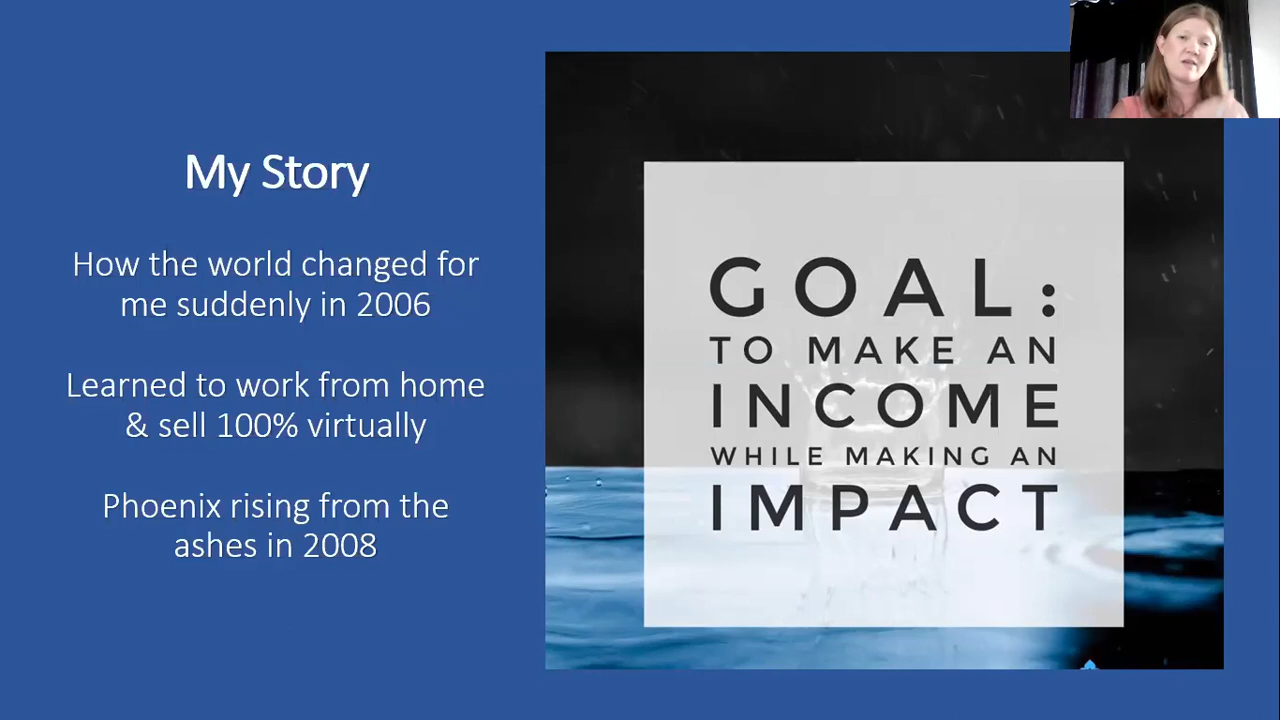 My Story
How the world changed for
me suddenly in 2006
Learned to work from home
& sell 100% virtually
Phoenix rising from the
ashes in 2008
GOAL:
TO MAKE AN
INCOME
WHILE MAKING AN
IMPACT